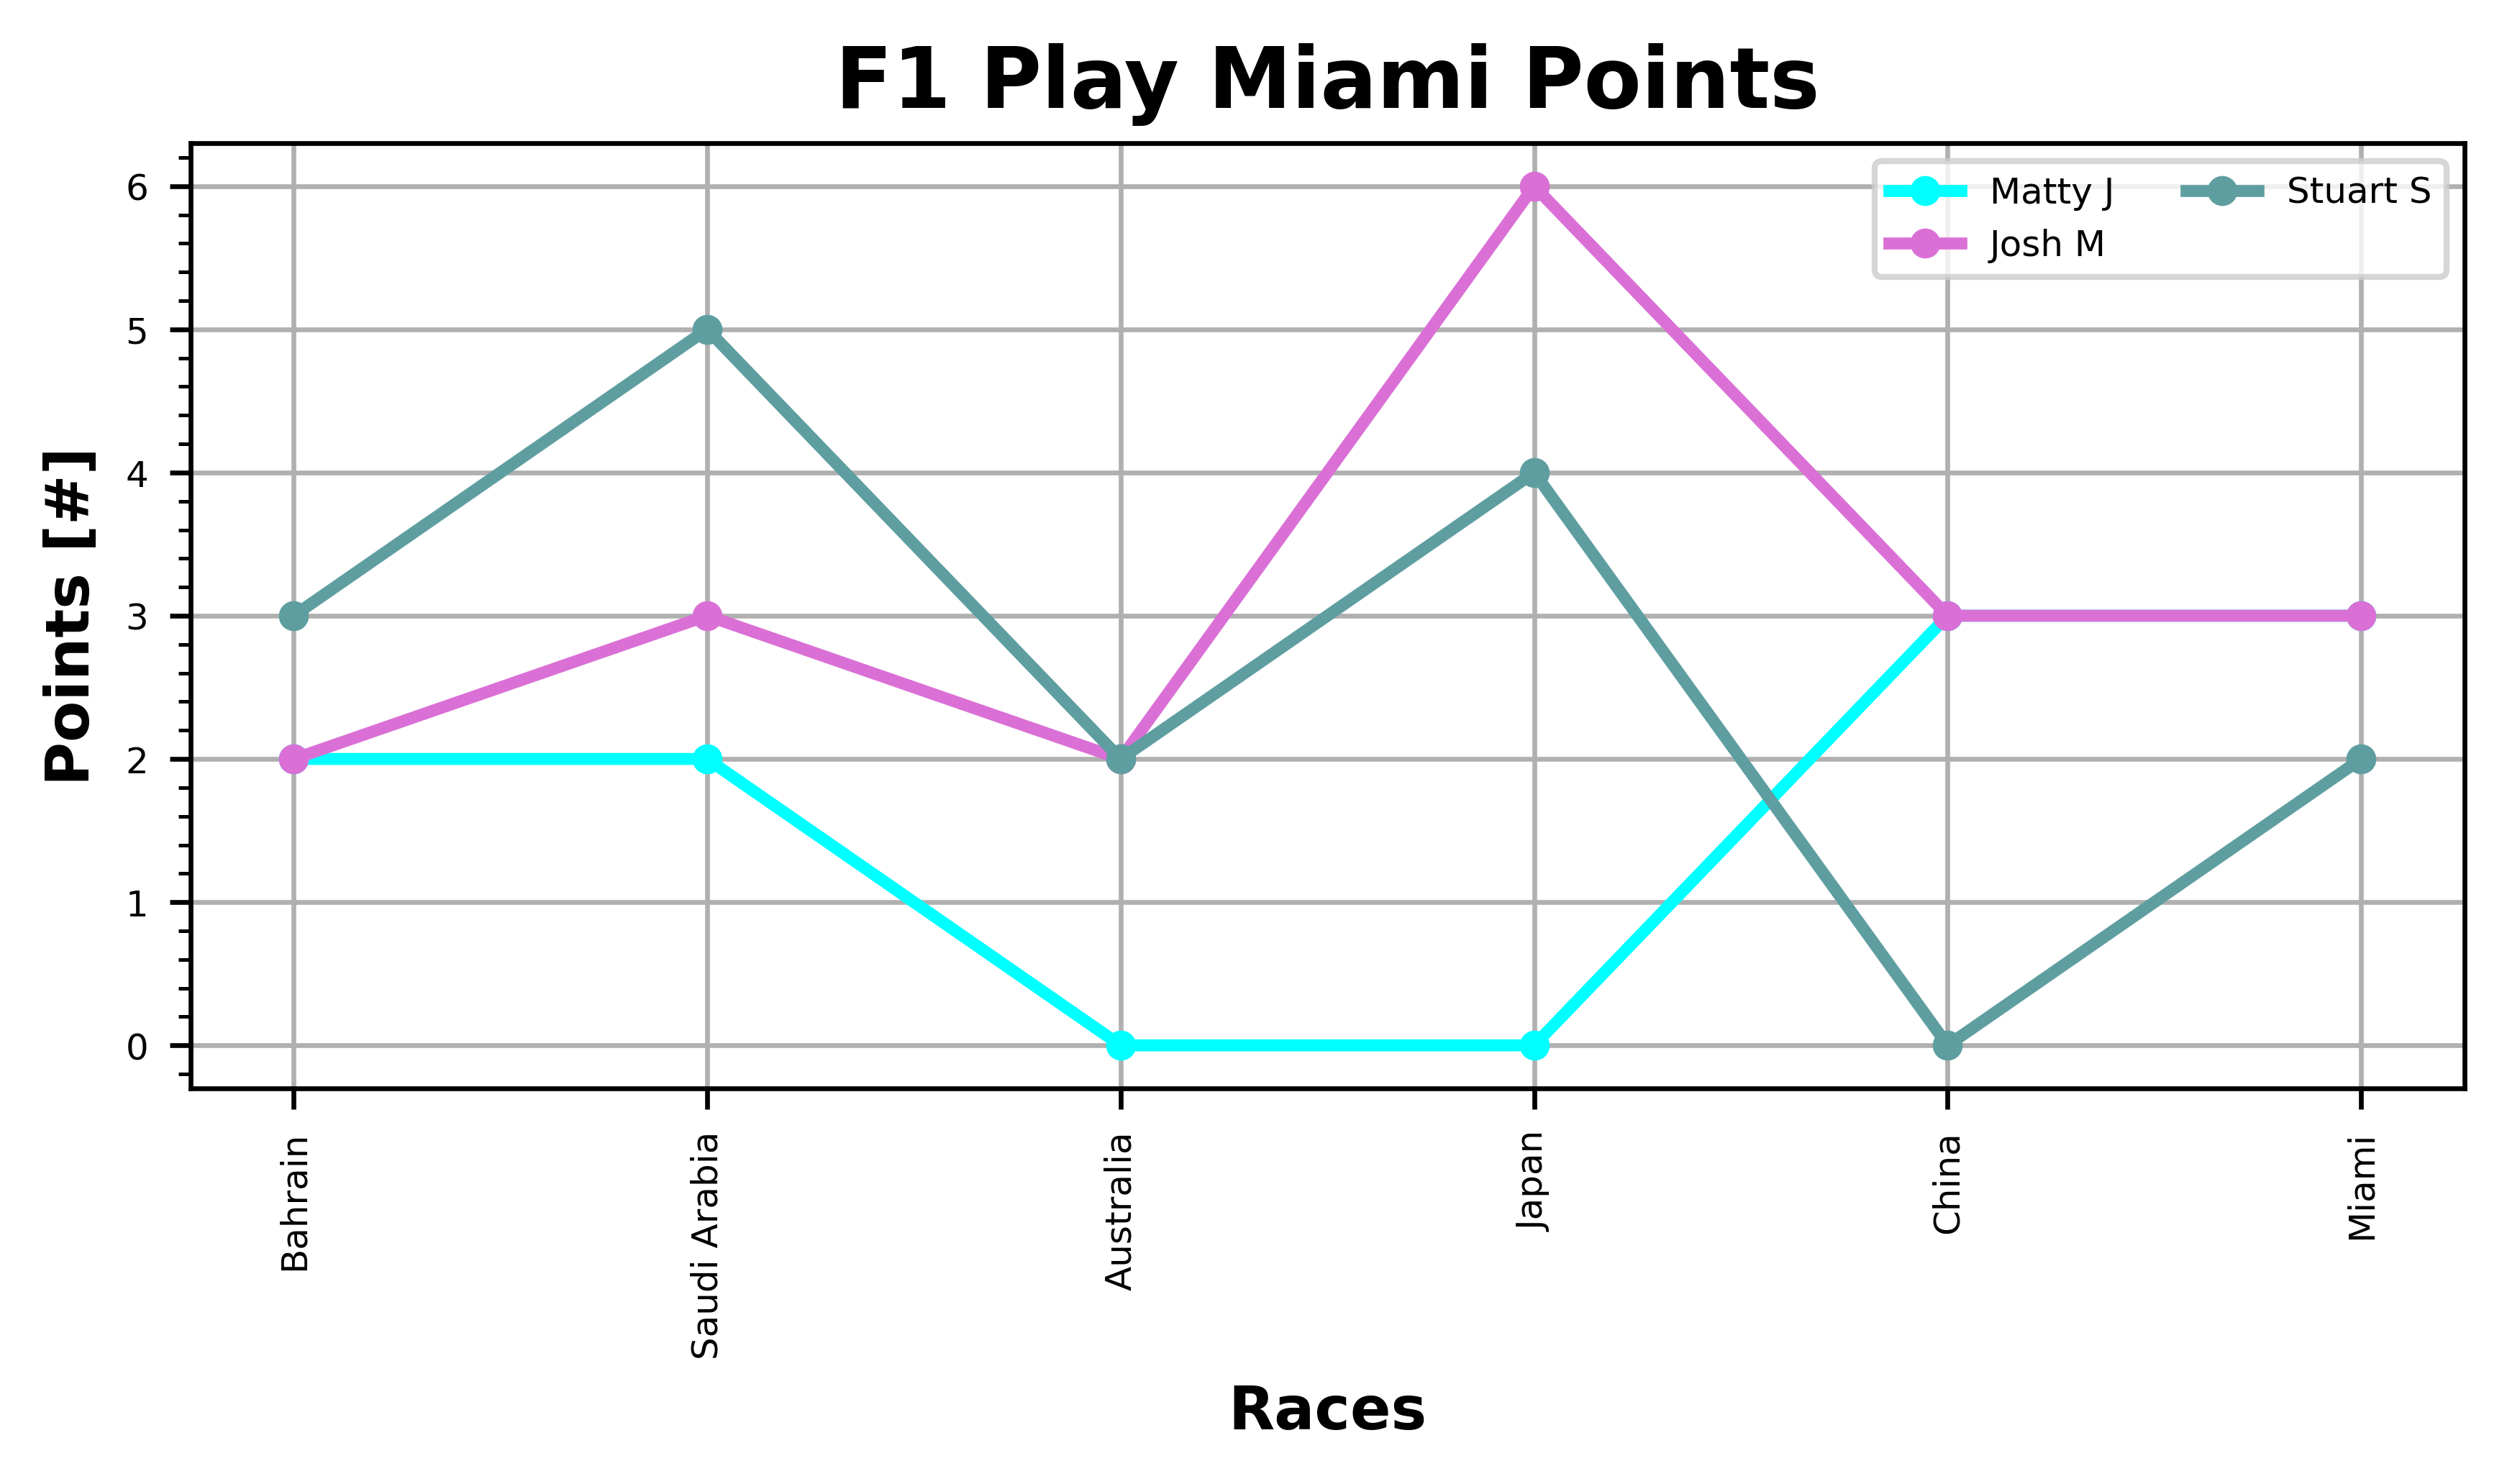 F1 Play Miami Points
Points [#]
6
5
4
3
2
1
0
Matty J
Josh M
Stuart S
Bahrain
Saudi Arabia
Australia
Japan
China
Miami
Races